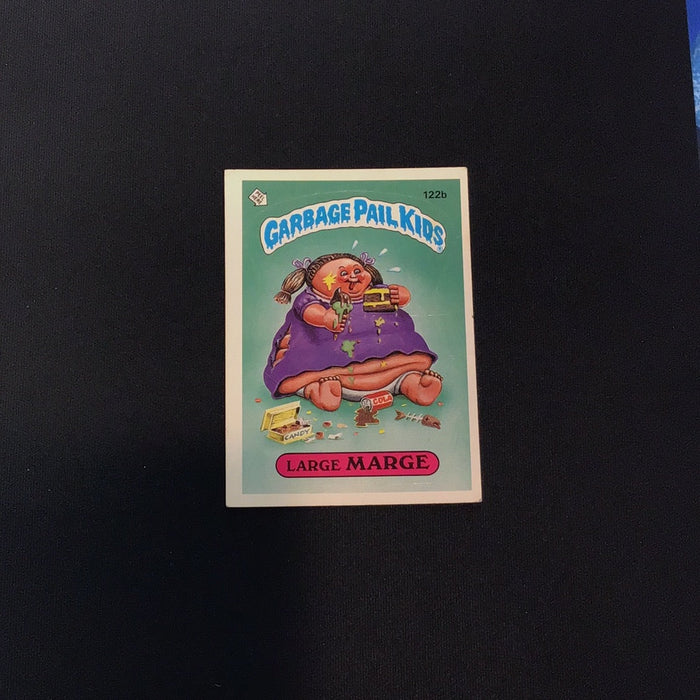 122b
GARBAGE PAIL KIDS
COLA
CANDY
LARGE MARGE